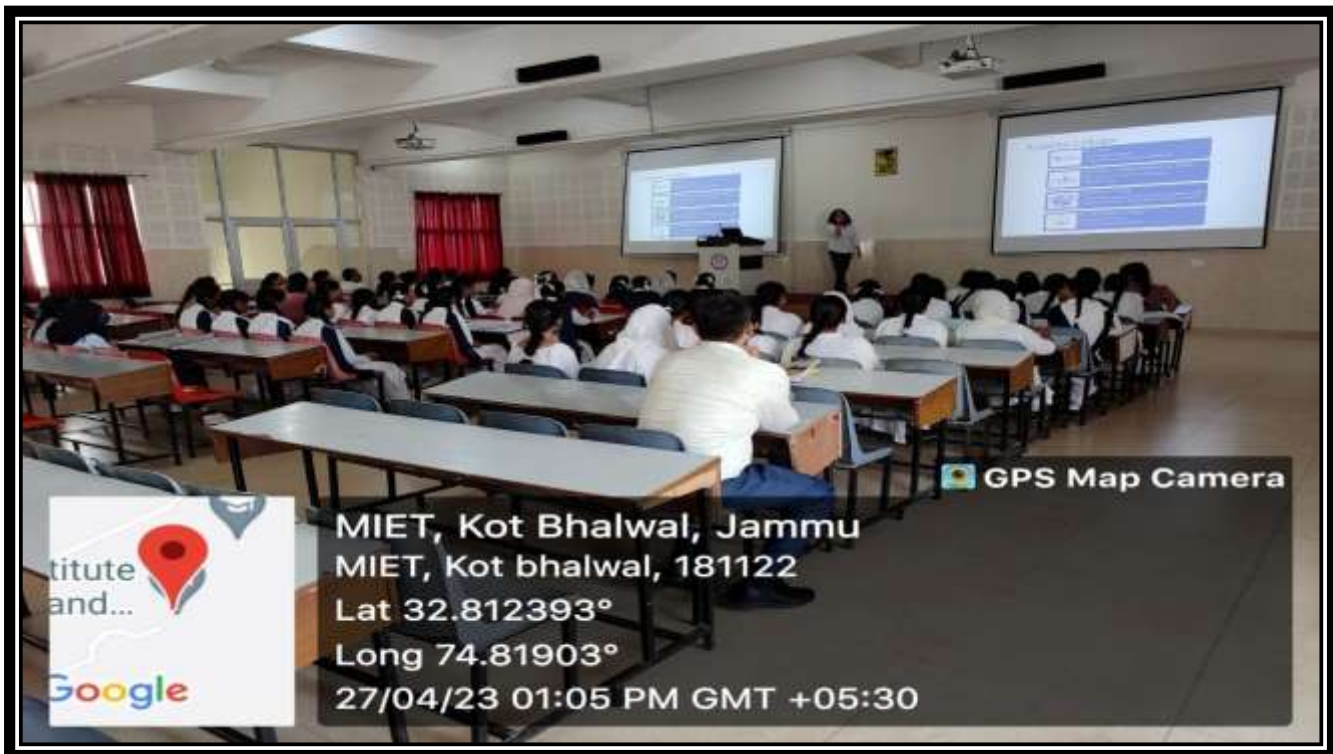 GPS Map Camera
MIET, Kot Bhalwal, Jammu
MIET, Kot bhalwal, 181122
Lat 32.812393°
Long 74.81903°
27/04/23 01:05 PM GMT +05:30
titute
and...
Google